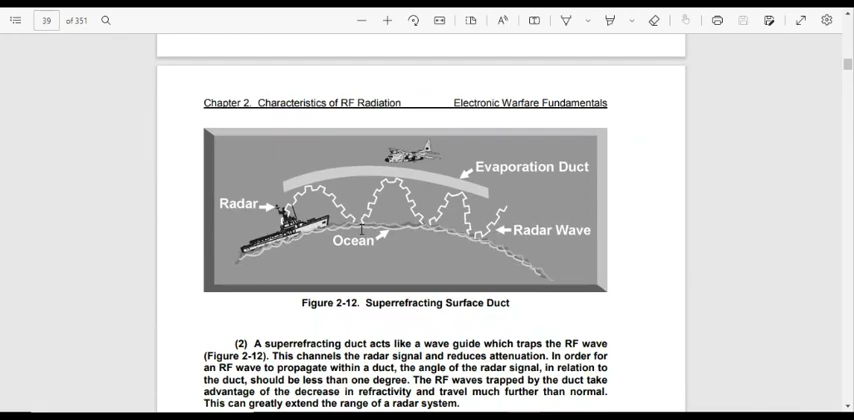 39 of 351
Chapter 2. Characteristics of RF Radiation Electronic Warfare Fundamentals
Evaporation Duct
Radar
Radar Wave
Ocean
Figure 2-12. Superrefracting Surface Duct
(2) A superrefracting duct acts like a wave guide which traps the RF wave
(Figure 2-12). This channels the radar signal and reduces attenuation. In order for
an RF wave to propagate within a duct, the angle of the radar signal, in relation to
the duct, should be less than one degree. The RF waves trapped by the duct take
advantage of the decrease in refractivity and travel much further than normal.
This can greatly extend the range of a radar system.